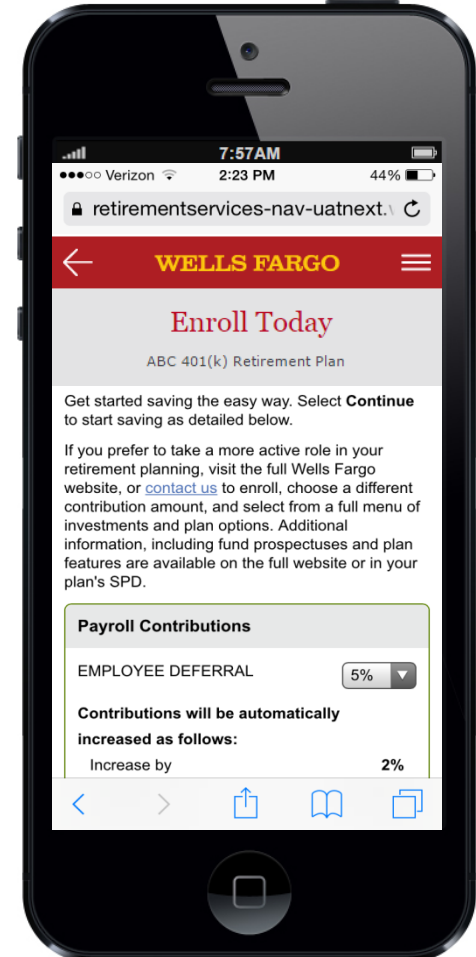 7:57AM
Verizon 2:23 PM 44%
retirementservices-nav-uatnext.
WELLS FARGO
Enroll Today
ABC 401(k) Retirement Plan
Get started saving the easy way. Select Continue
to start saving as detailed below.
If you prefer to take a more active role in your
retirement planning, visit the full Wells Fargo
website, or contact us to enroll, choose a different
contribution amount, and select from a full menu of
investments and plan options. Additional
information, including fund prospectuses and plan
features are available on the full website or in your
plan's SPD.
Payroll Contributions
EMPLOYEE DEFERRAL 5%
Contributions will be automatically
increased as follows:
Increase by 2%